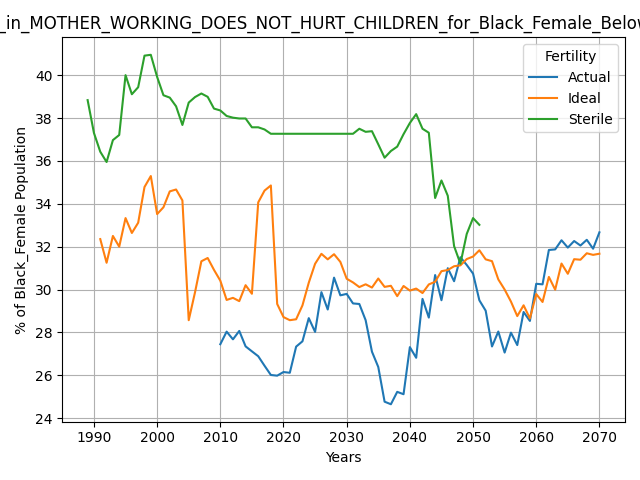 _in_MOTHER_WORKING_DOES_NOT_HURT_CHILDREN_for_Black_Female_Below
Fertility
Actual
Ideal
Sterile
% of Black_Female Population
40
38
36
34
32
30
28
26
24
1990 2000 2010 2020 2030 2040 2050 2060 2070
Years